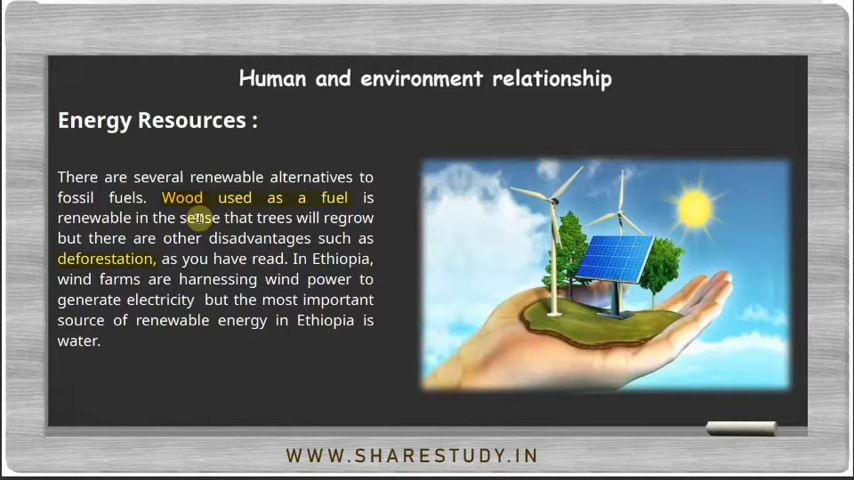 Human and environment relationship
Energy Resources :
There are several renewable alternatives to
fossil fuels. Wood used as a fuel is
renewable in the sense that trees will regrow
but there are other disadvantages such as
deforestation, as you have read. In Ethiopia,
wind farms are harnessing wind power to
generate electricity but the most important
source of renewable energy in Ethiopia is
water.
WWW.SHARESTUDY.IN